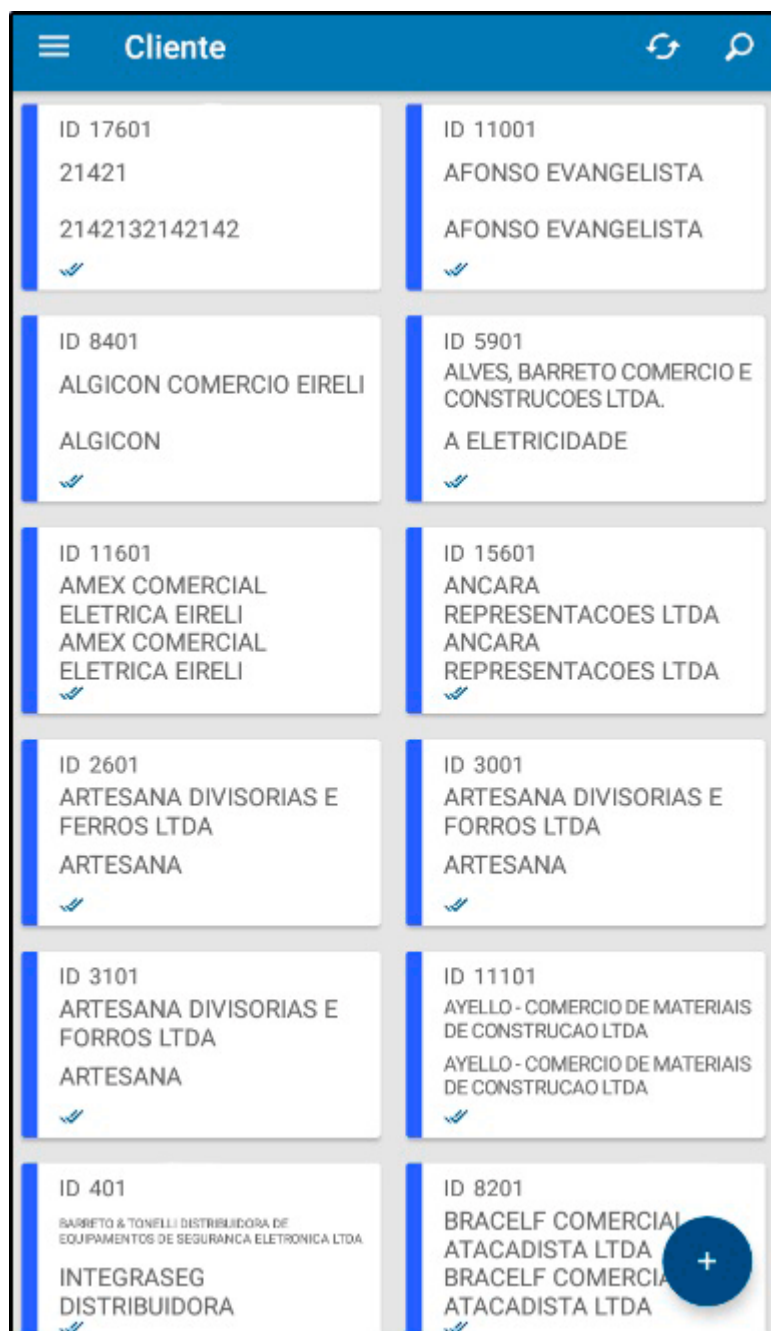 Cliente
ID 17601
21421
2142132142142
ID 11001
AFONSO EVANGELISTA
AFONSO EVANGELISTA
ID 8401
ALGICON COMERCIO EIRELI
ALGICON
ID 5901
ALVES, BARRETO COMERCIO E
CONSTRUCOES LTDA.
A ELETRICIDADE
ID 11601
AMEX COMERCIAL
ELETRICA EIRELI
AMEX COMERCIAL
ELETRICA EIRELI
ID 15601
ANCARA
REPRESENTACOES LTDA
ANCARA
REPRESENTACOES LTDA
ID 2601
ARTESANA DIVISORIAS E
FERROS LTDA
ARTESANA
ID 3001
ARTESANA DIVISORIAS E
FORROS LTDA
ARTESANA
ID 3101
ARTESANA DIVISORIAS E
FORROS LTDA
ARTESANA
ID 11101
AYELLO - COMERCIO DE MATERIAIS
DE CONSTRUCAO LTDA
AYELLO - COMERCIO DE MATERIAIS
DE CONSTRUCAO LTDA
ID 401
BARRETO & TONELLI DISTRIBUIDORA DE
EQUIPAMENTOS DE SEGURANCA ELETRONICA LTDA
INTEGRASEG
DISTRIBUIDORA
ID 8201
BRACELF COMERCIAL
ATACADISTA LTDA
BRACELF COMERCIA
ATACADISTA LTDA
+